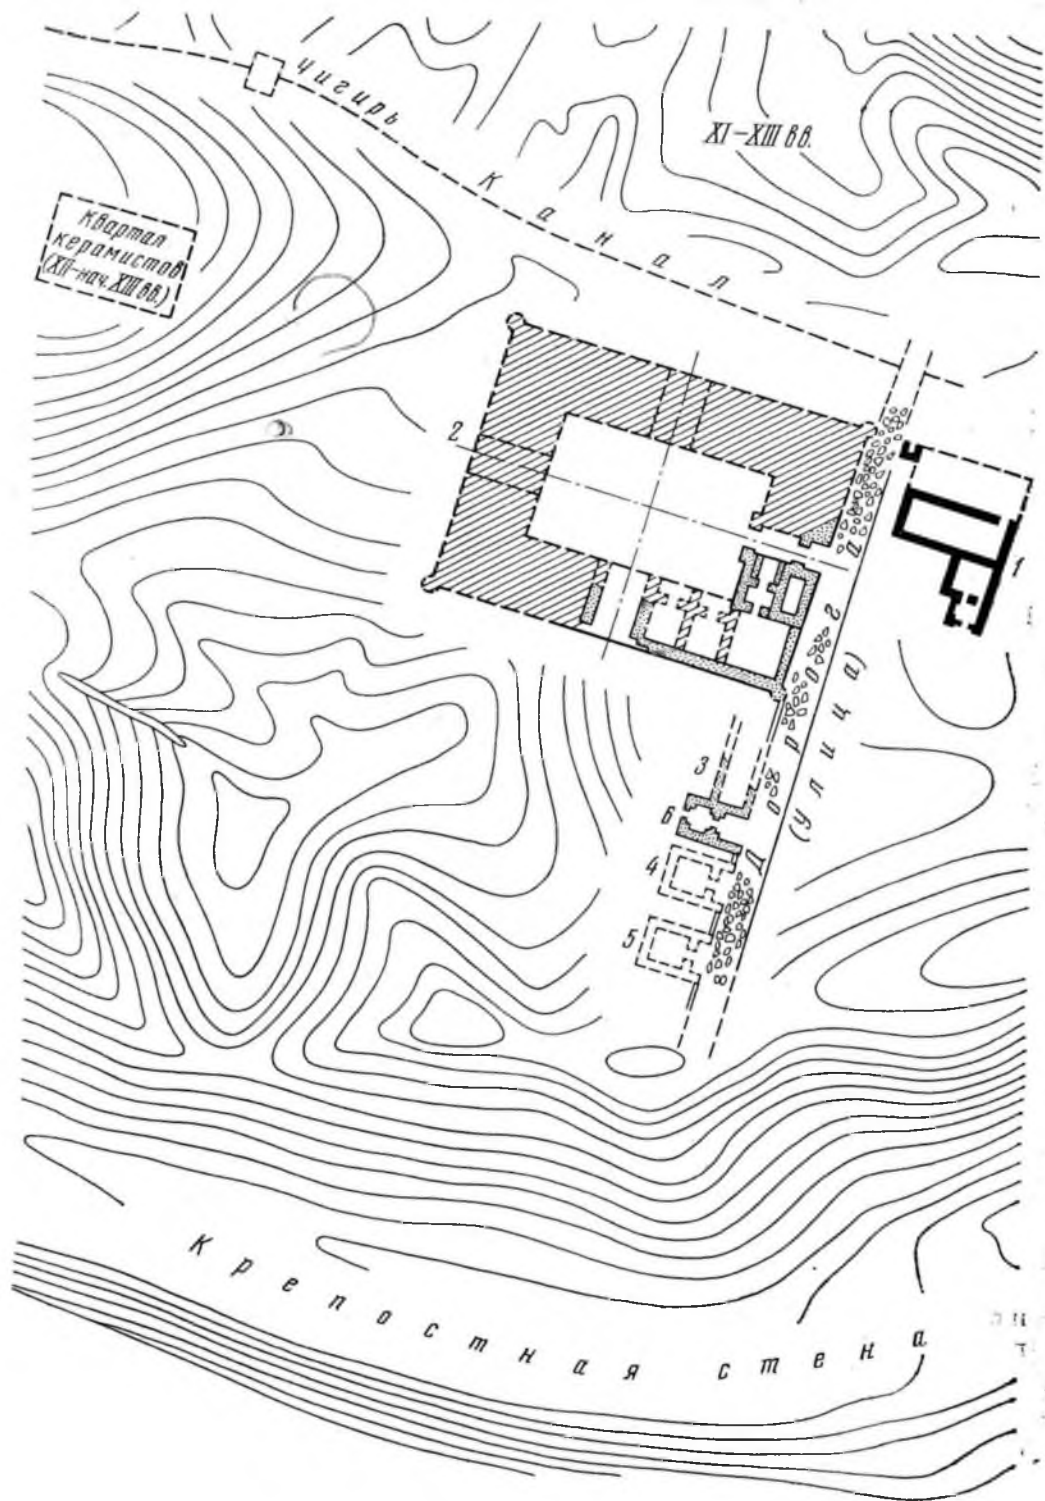 Чигирь
Канал
XI–XIII вв.
Квартал
керамистов
(XII–нач. XIII вв.)
2
1
Дорога
(улица)
3
6
4
5
Крепостная стена